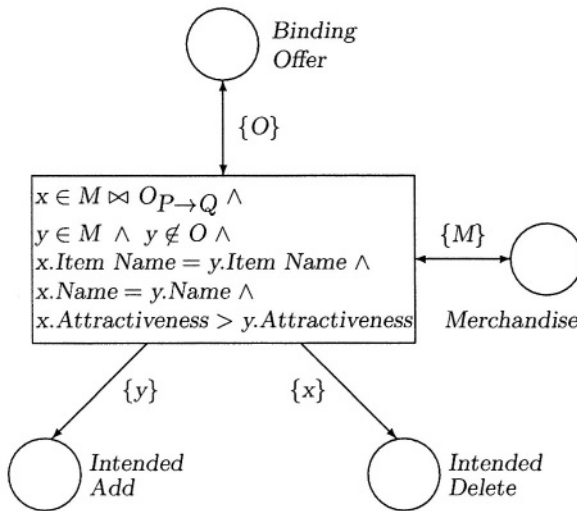 Binding
Offer
{O}
x ∈ M ⋈ O_{P→Q} ∧
y ∈ M ∧ y ∉ O ∧
x.Item Name = y.Item Name ∧
x.Name = y.Name ∧
x.Attractiveness > y.Attractiveness
{M}
Merchandise
{y}
{x}
Intended
Add
Intended
Delete